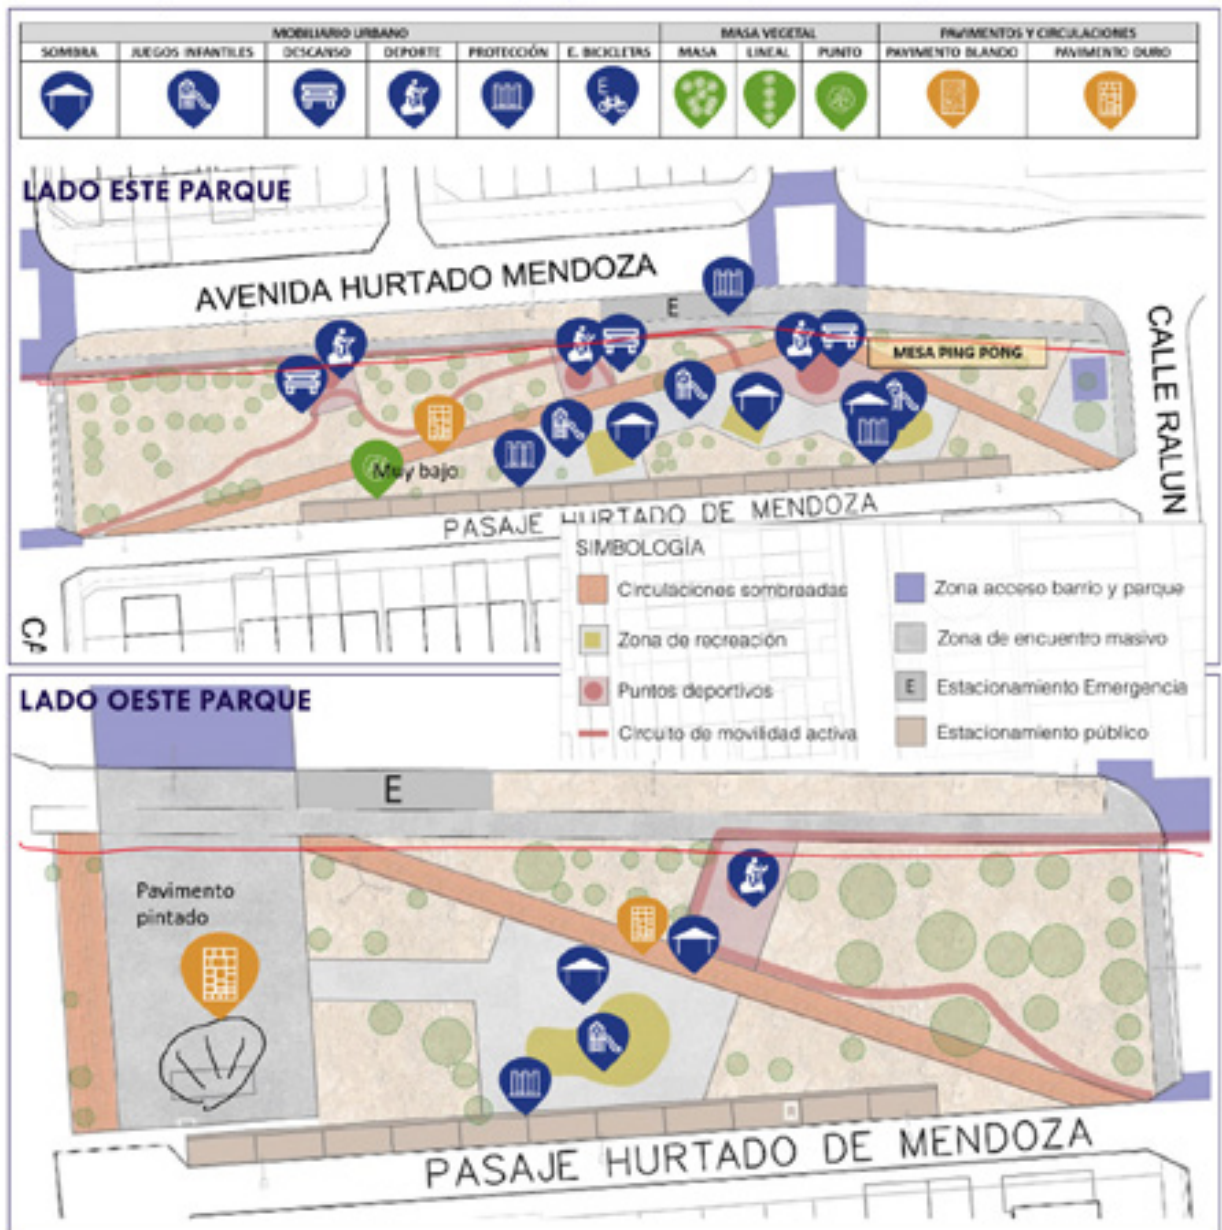 MOBILIARIO URBANO MASA VEGETAL PAVIMENTOS Y CIRCULACIONES
SOMBRA JUEGOS INFANTILES DESCANSO DEPORTE PROTECCIÓN E. BICICLETAS MASA LINEAL PUNTO PAVIMENTO BLANDO PAVIMENTO DURO
E
LADO ESTE PARQUE
AVENIDA HURTADO MENDOZA
E
MESA PING PONG
CALLE RALUN
Muy bajo
PASAJE HURTADO DE MENDOZA
CA
SIMBOLOGÍA
Circulaciones sombreadas
Zona de recreación
Puntos deportivos
Circuito de movilidad activa
Zona acceso barrio y parque
Zona de encuentro masivo
E Estacionamiento Emergencia
Estacionamiento público
LADO OESTE PARQUE
E
Pavimento
pintado
PASAJE HURTADO DE MENDOZA